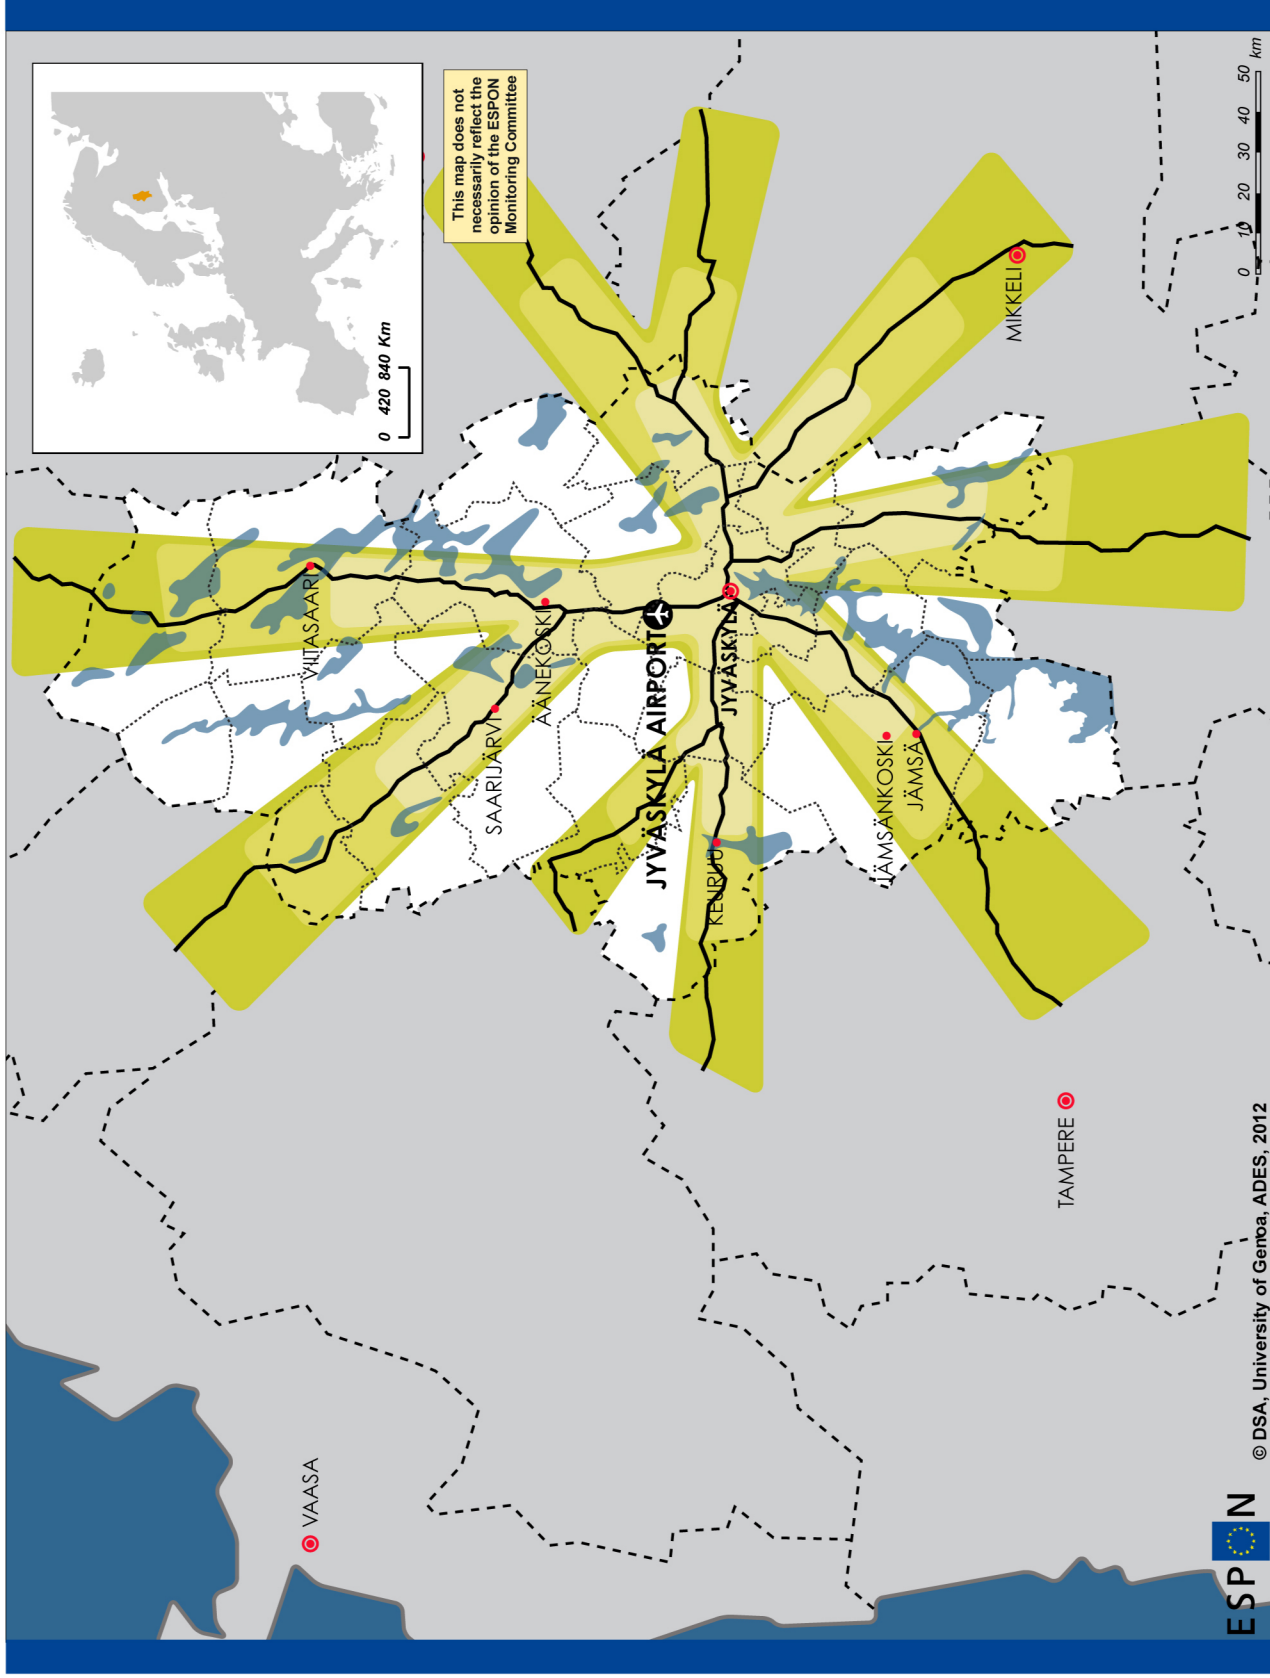 This map does not
necessarily reflect the
opinion of the ESPON
Monitoring Committee
0 420 840 Km
VIITASAARI
SAARIJÄRVI
ÄÄNEKOSKI
JYVÄSKYLÄ AIRPORT
JYVÄSKYLÄ
KEURUU
JÄMSÄNKOSKI
JÄMSÄ
MIKKELI
TAMPERE
VAASA
0 10 20 30 40 50
km
ESPON
© DSA, University of Genoa, ADES, 2012